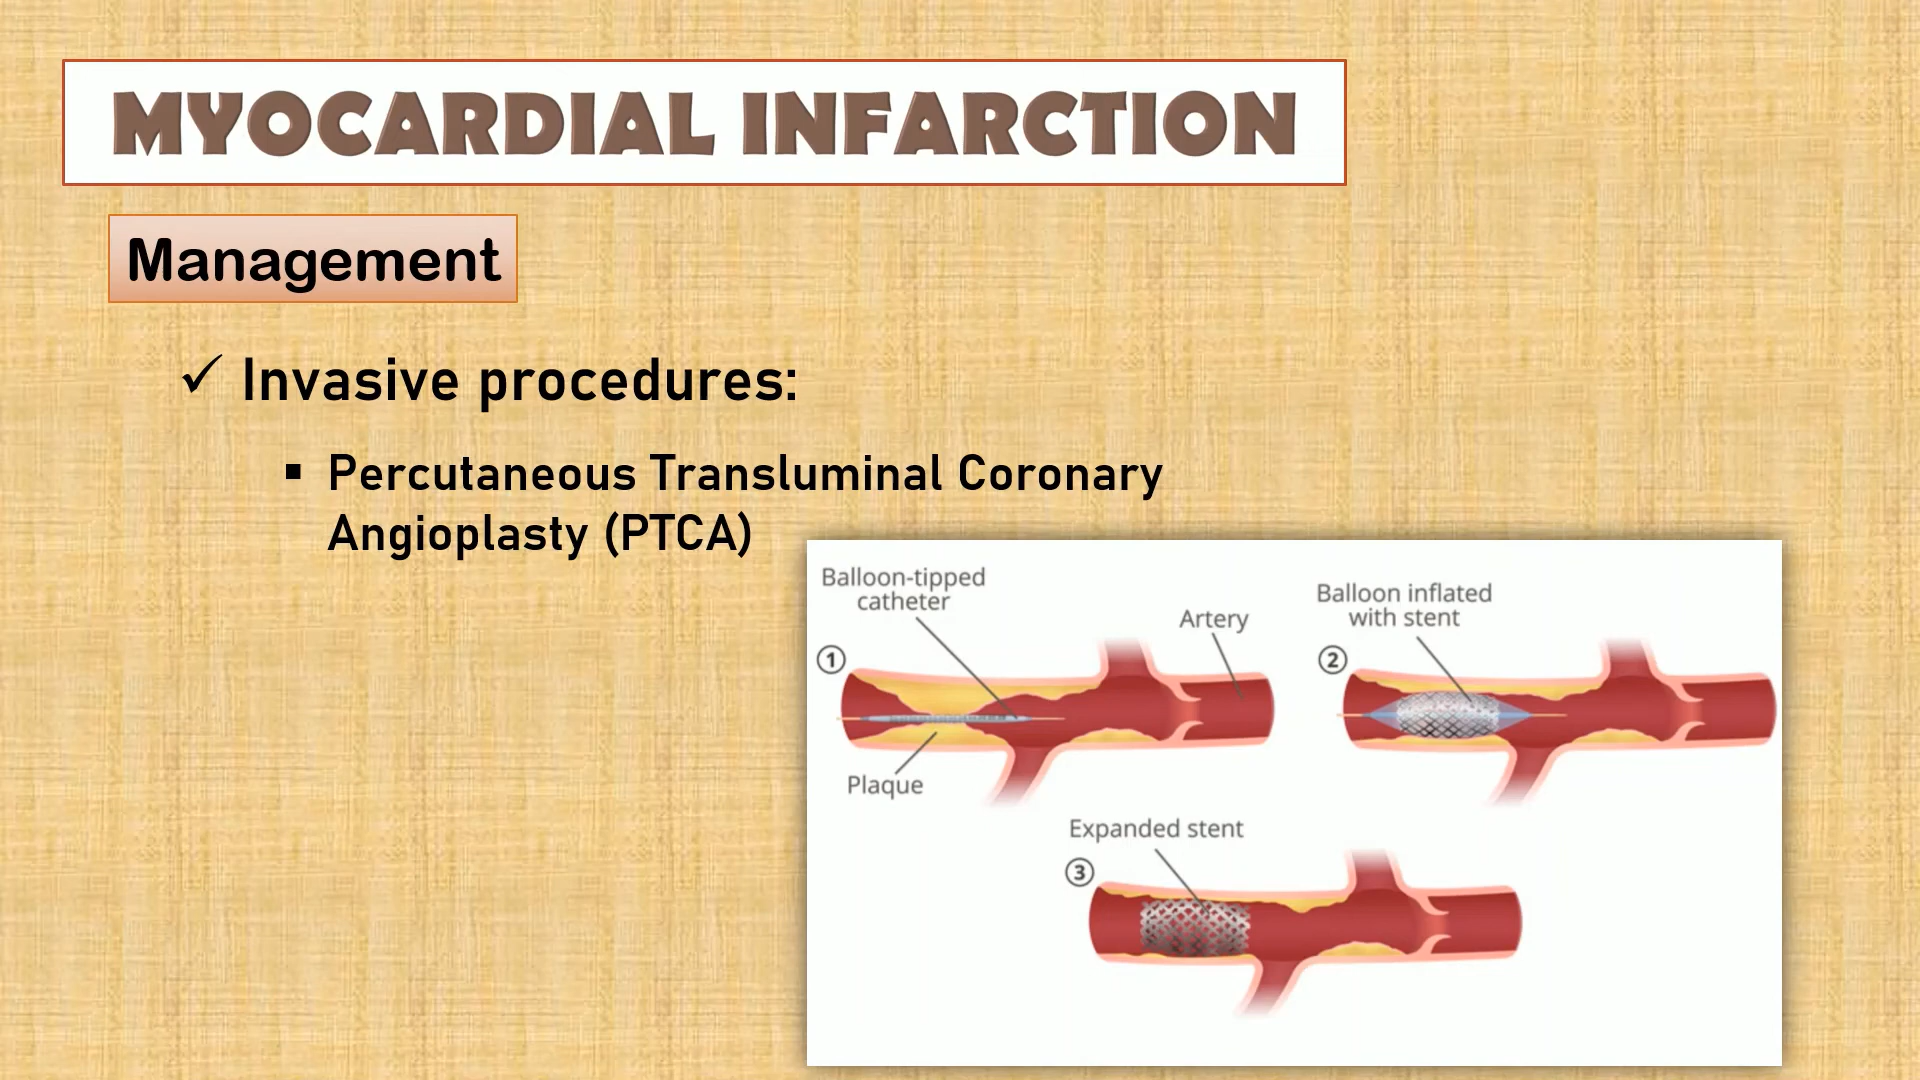 MYOCARDIAL INFARCTION
Management
✓ Invasive procedures:
▪ Percutaneous Transluminal Coronary
Angioplasty (PTCA)
Balloon-tipped
catheter
Artery
Balloon inflated
with stent
1
2
Plaque
Expanded stent
3